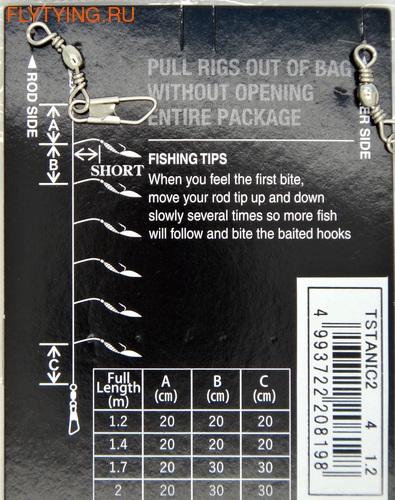 FLYTYING.RU
PULL RIGS OUT OF BAG
WITHOUT OPENING
ENTIRE PACKAGE
ROD SIDE
ER SIDE
A
B
SHORT
C
FISHING TIPS
When you feel the first bite,
move your rod tip up and down
slowly several times so more fish
will follow and bite the baited hooks
Full Length (m) A (cm) B (cm) C (cm)
1.2 20 20 20
1.4 20 20 20
1.7 20 30 30
2 20 30 30
TSTANIC2 4 1.2
4 993722 208198